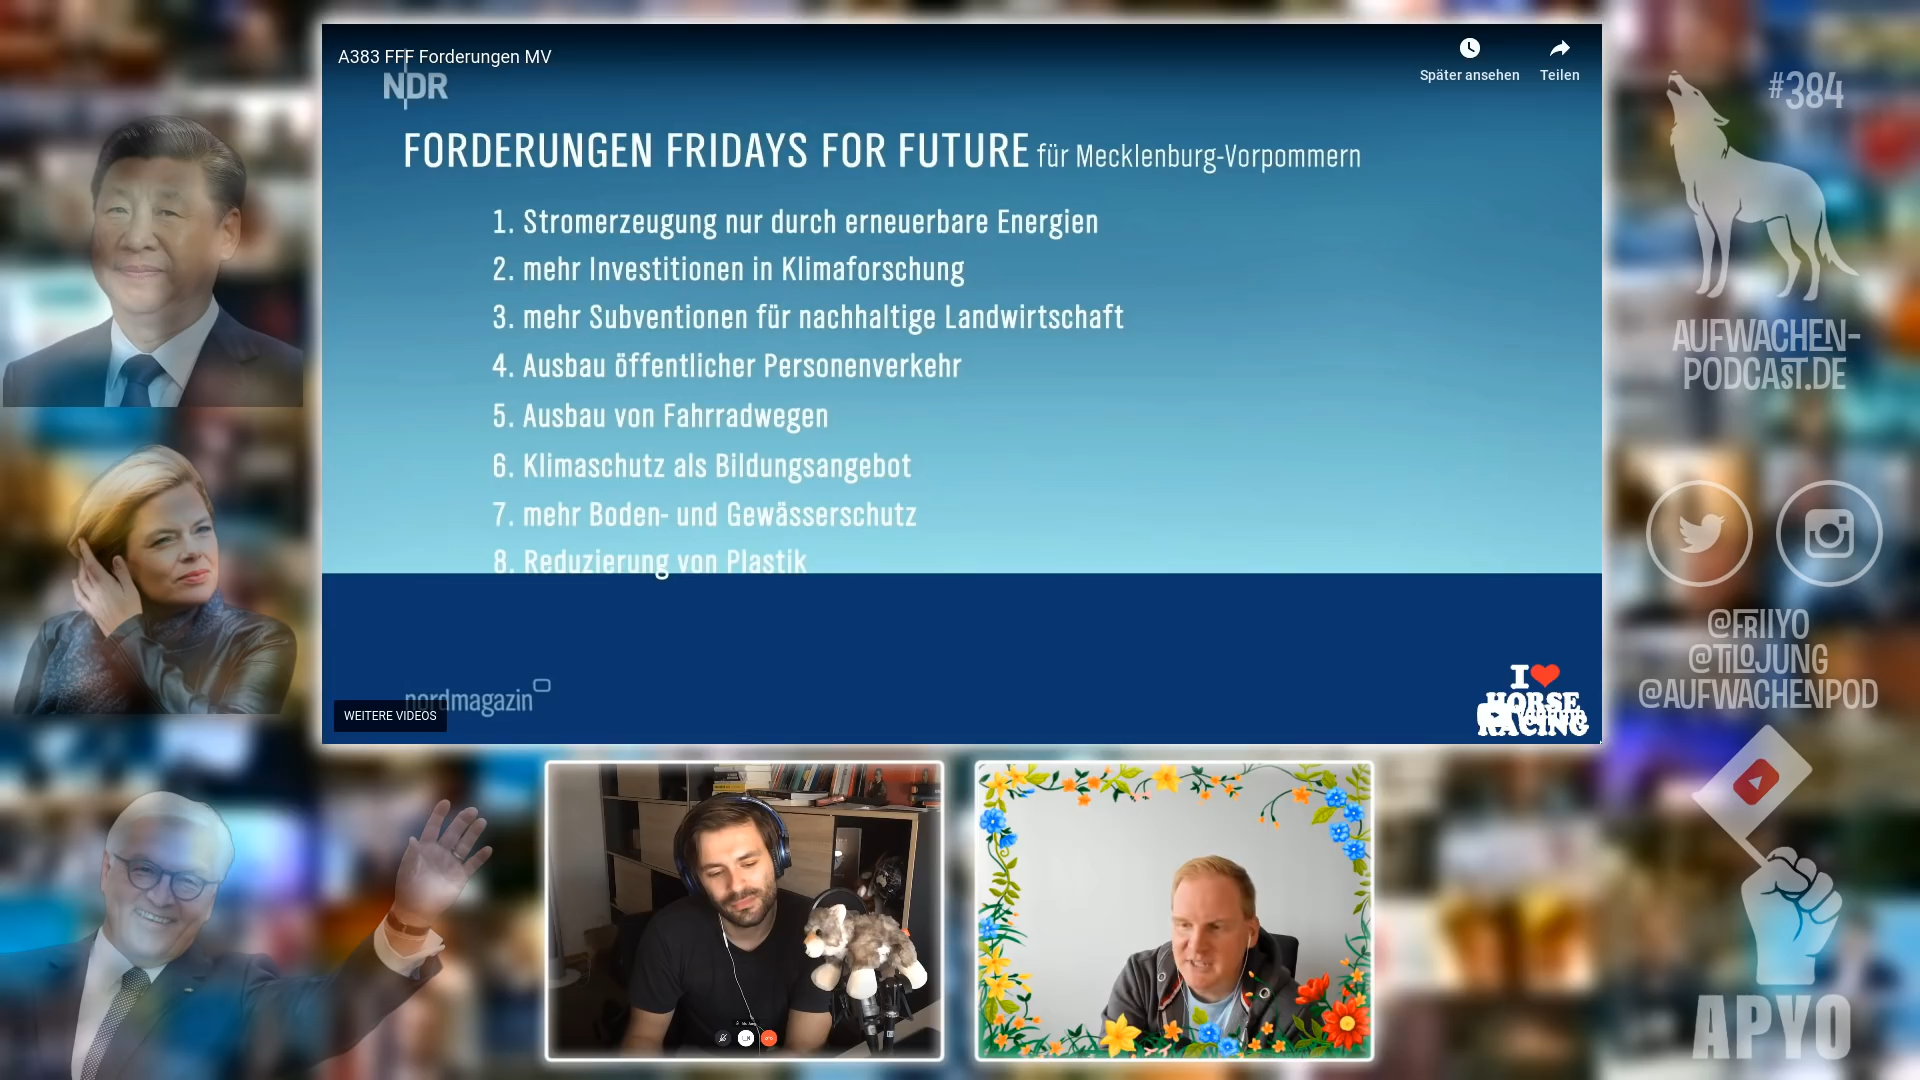 A383 FFF Forderungen MV
Später ansehen
Teilen
NDR
#384
FORDERUNGEN FRIDAYS FOR FUTURE für Mecklenburg-Vorpommern
1. Stromerzeugung nur durch erneuerbare Energien
2. mehr Investitionen in Klimaforschung
3. mehr Subventionen für nachhaltige Landwirtschaft
4. Ausbau öffentlicher Personenverkehr
5. Ausbau von Fahrradwegen
6. Klimaschutz als Bildungsangebot
7. mehr Boden- und Gewässerschutz
8. Reduzierung von Plastik
AUFWACHEN-
PODCAST.DE
@FRIIYO
@TILOJUNG
@AUFWACHENPOD
nordmagazin
WEITERE VIDEOS
I
HORSE
RACING
APYO